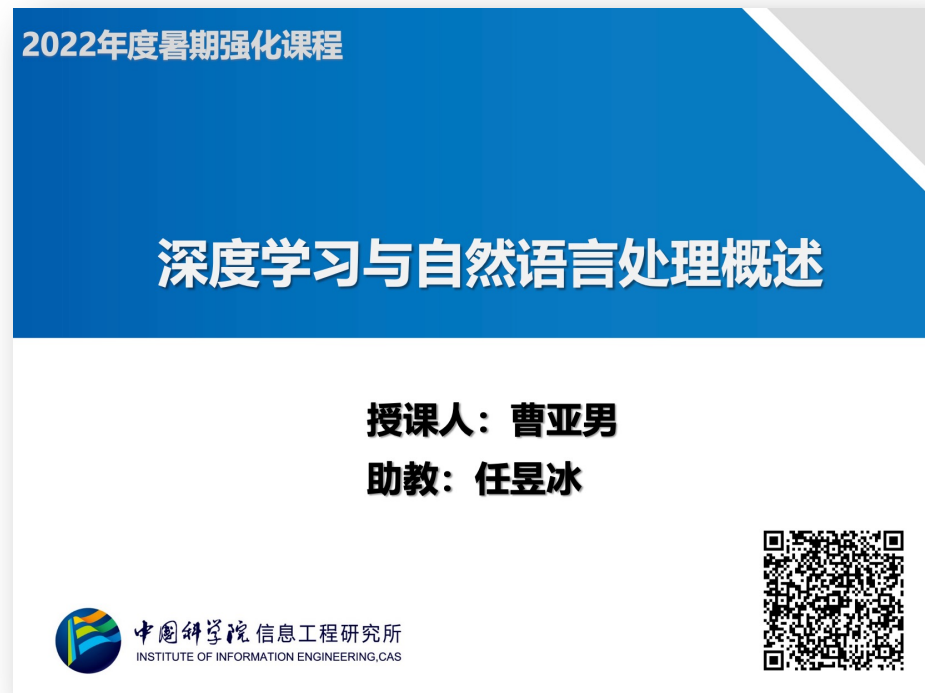 2022年度暑期强化课程
深度学习与自然语言处理概述
授课人：曹亚男
助教：任昱冰
中国科学院 信息工程研究所
INSTITUTE OF INFORMATION ENGINEERING,CAS